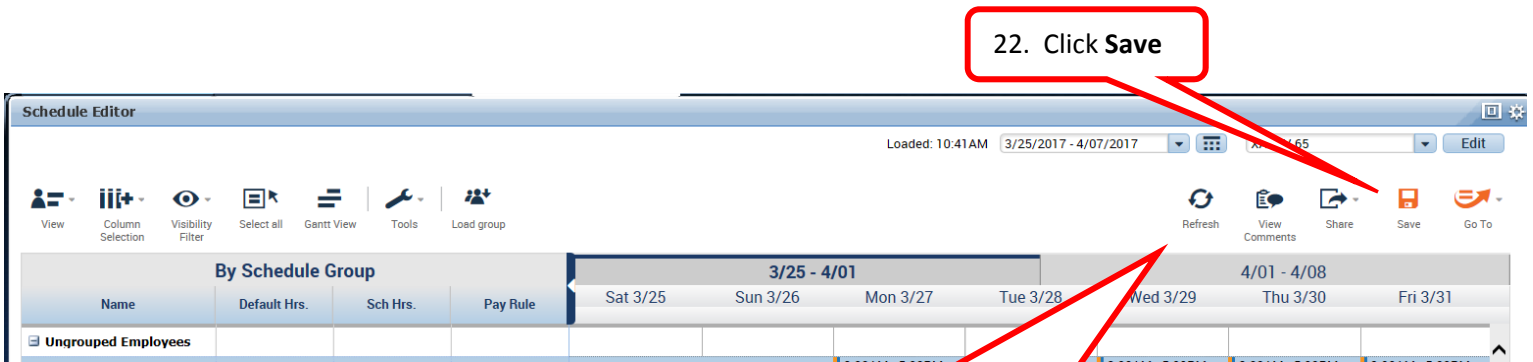 22. Click Save
Schedule Editor
Loaded: 10:41AM 3/25/2017 - 4/07/2017 65 Edit
View Column Selection Visibility Filter Select all Gantt View Tools Load group Refresh View Comments Share Save Go To
By Schedule Group 3/25 - 4/01 4/01 - 4/08
Name Default Hrs. Sch Hrs. Pay Rule Sat 3/25 Sun 3/26 Mon 3/27 Tue 3/28 Wed 3/29 Thu 3/30 Fri 3/31
Ungrouped Employees